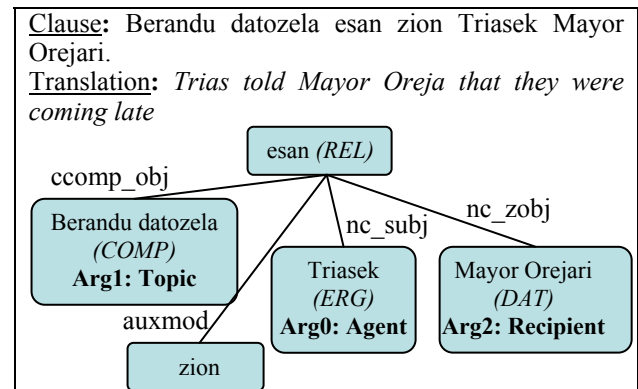 Clause: Berandu datozela esan zion Triasek Mayor
Orejari.
Translation: Trias told Mayor Oreja that they were
coming late
esan (REL)
ccomp_obj
nc_subj
nc_zobj
Berandu datozela
(COMP)
Arg1: Topic
Triasek
(ERG)
Arg0: Agent
Mayor Orejari
(DAT)
Arg2: Recipient
auxmod
zion